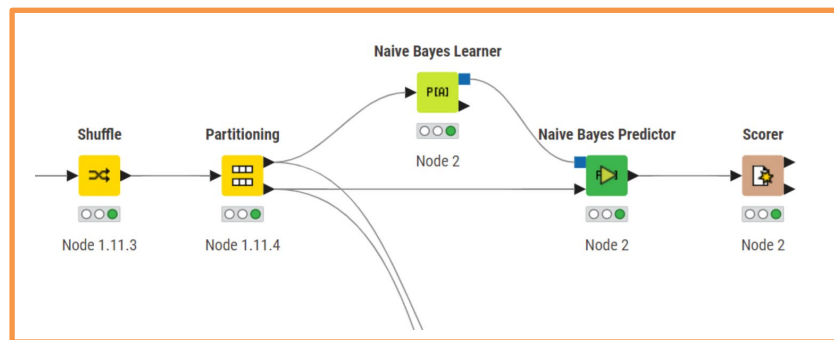 Naive Bayes Learner
P[A]
Node 2
Shuffle
Partitioning
Naive Bayes Predictor
Scorer
Node 1.11.3
Node 1.11.4
Node 2
Node 2